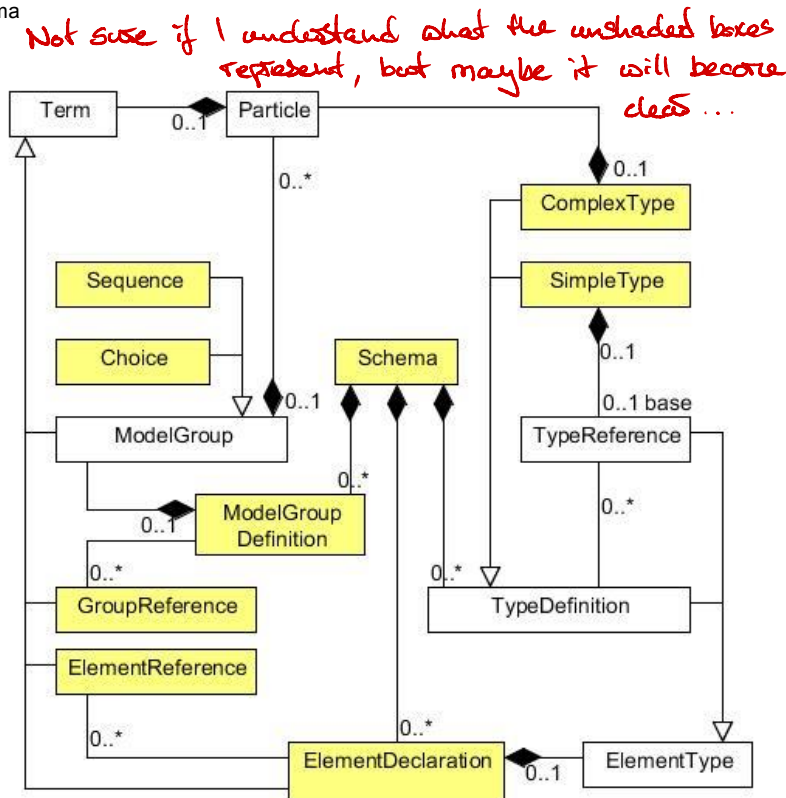 ma
Not sure if I understand what the unshaded boxes
represent, but maybe it will become
clear ...
Term
0..1
Particle
0..*
0..1
ComplexType
Sequence
SimpleType
Choice
Schema
0..1
0..1
0..1 base
ModelGroup
TypeReference
0..*
0..*
ModelGroup
Definition
0..1
0..*
0..*
GroupReference
TypeDefinition
ElementReference
0..*
0..*
ElementDeclaration
0..1
ElementType